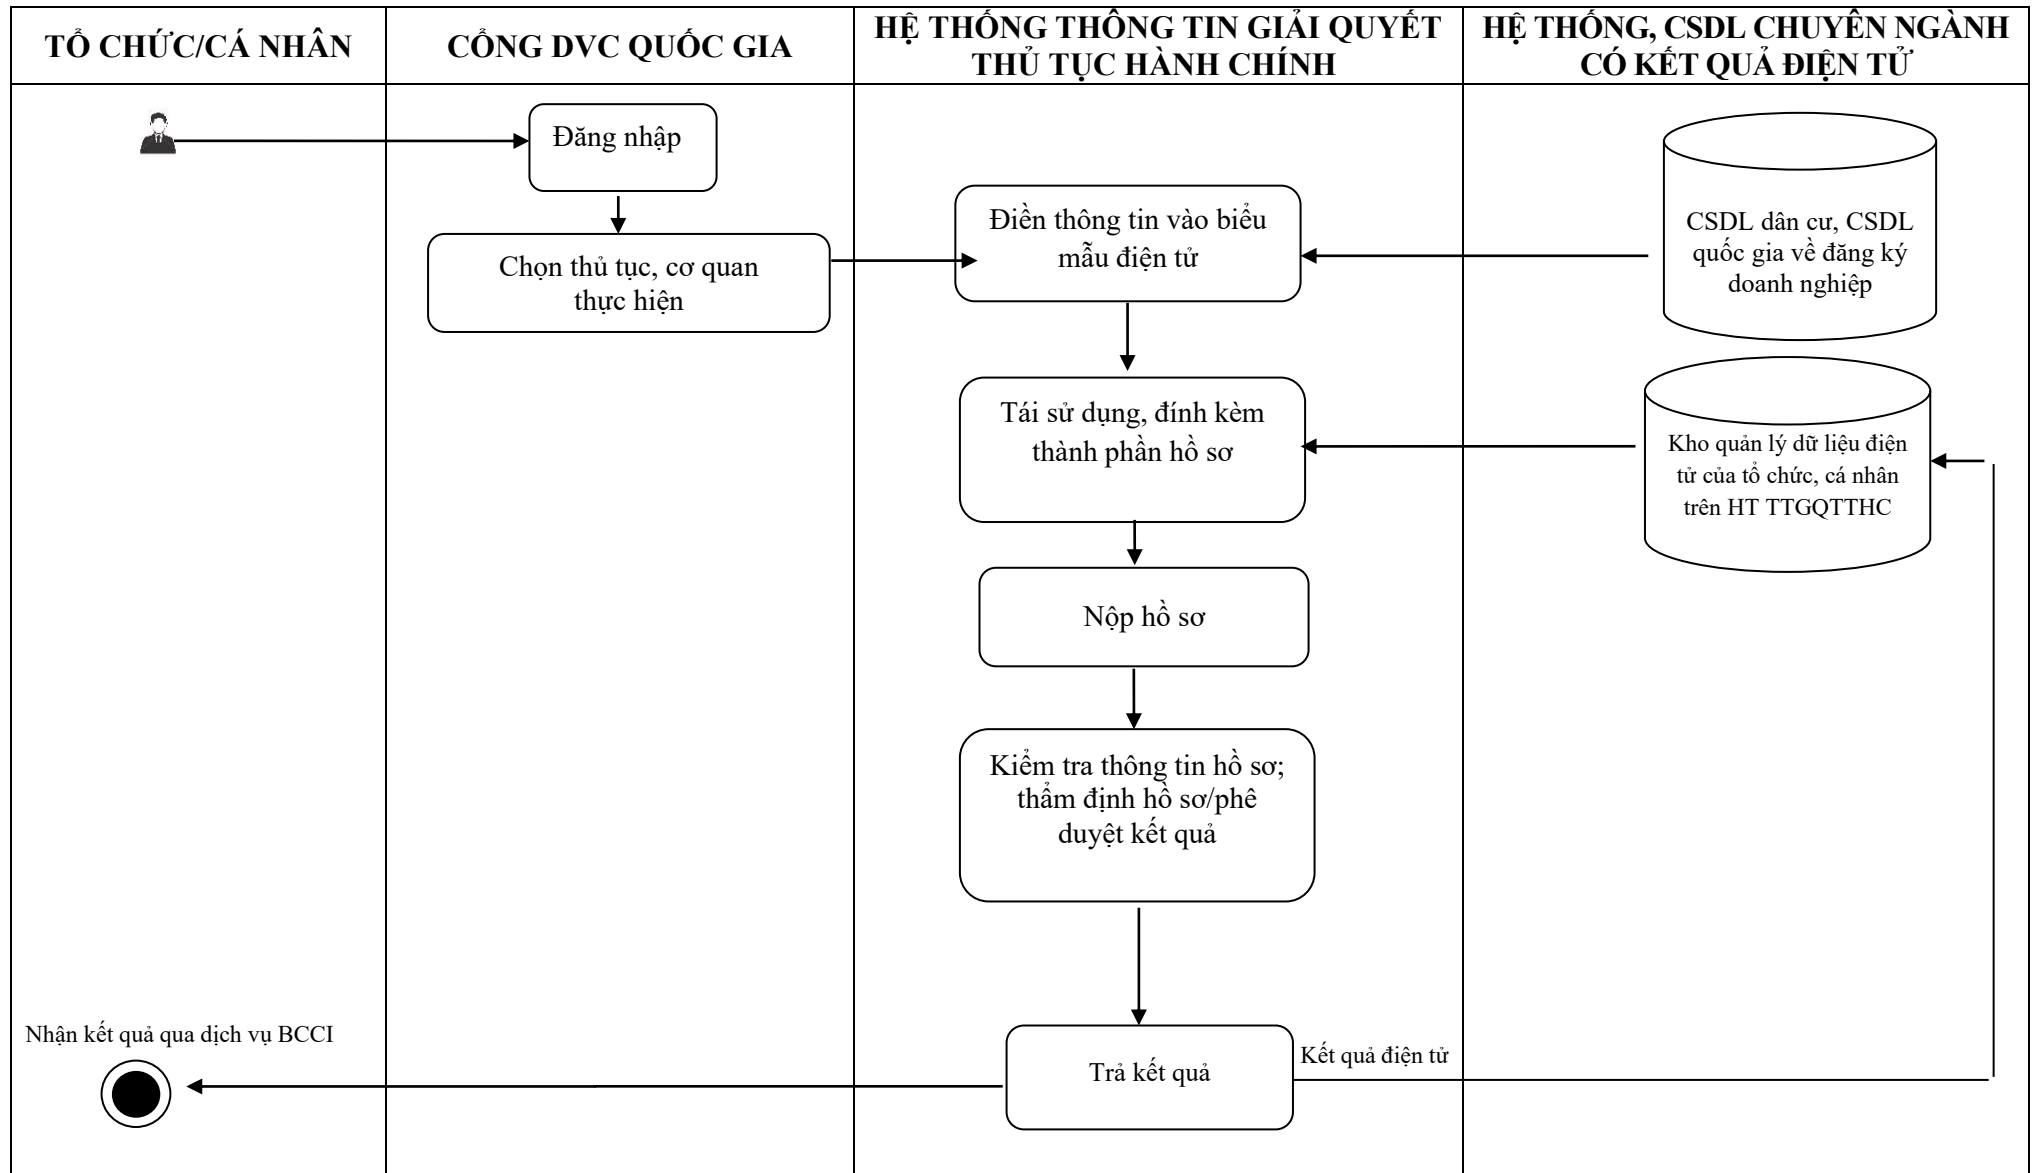 TỔ CHỨC/CÁ NHÂN
CỔNG DVC QUỐC GIA
HỆ THỐNG THÔNG TIN GIẢI QUYẾT
THỦ TỤC HÀNH CHÍNH
HỆ THỐNG, CSDL CHUYÊN NGÀNH
CÓ KẾT QUẢ ĐIỆN TỬ
Đăng nhập
Chọn thủ tục, cơ quan
thực hiện
Điền thông tin vào biểu
mẫu điện tử
CSDL dân cư, CSDL
quốc gia về đăng ký
doanh nghiệp
Tái sử dụng, đính kèm
thành phần hồ sơ
Kho quản lý dữ liệu điện
tử của tổ chức, cá nhân
trên HT TTGQTTHC
Nộp hồ sơ
Kiểm tra thông tin hồ sơ;
thẩm định hồ sơ/phê
duyệt kết quả
Nhận kết quả qua dịch vụ BCCI
Trả kết quả
Kết quả điện tử